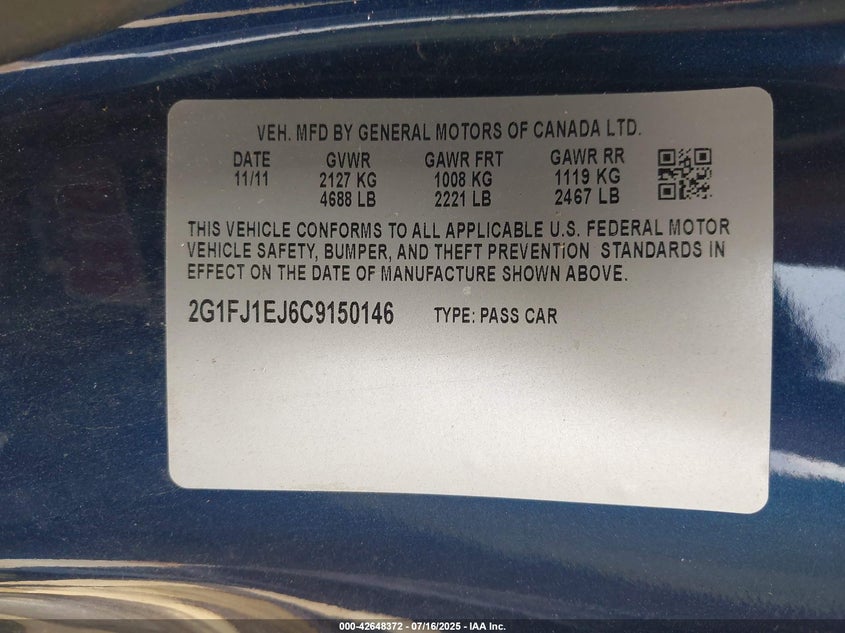 VEH. MFD BY GENERAL MOTORS OF CANADA LTD.
DATE GVWR GAWR FRT GAWR RR
11/11 2127 KG 1008 KG 1119 KG
4688 LB 2221 LB 2467 LB
THIS VEHICLE CONFORMS TO ALL APPLICABLE U.S. FEDERAL MOTOR
VEHICLE SAFETY, BUMPER, AND THEFT PREVENTION STANDARDS IN
EFFECT ON THE DATE OF MANUFACTURE SHOWN ABOVE.
2G1FJ1EJ6C9150146 TYPE: PASS CAR
000-42648372 - 07/16/2025 - IAA Inc.